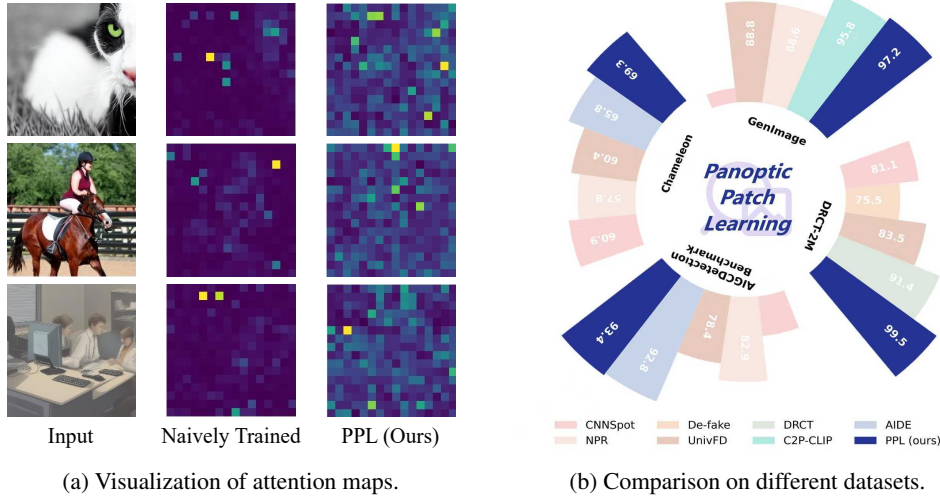 Input
Naively Trained
PPL (Ours)
(a) Visualization of attention maps.
88.8
88.6
95.8
97.2
GenImage
69.3
65.8
60.4
57.8
60.9
Chameleon
Panoptic
Patch
Learning
81.1
75.5
83.5
91.4
99.5
DRCT-2M
AIGCDetection
Benchmark
93.4
92.8
78.4
82.9
CNNSpot
De-fake
DRCT
AIDE
NPR
UnivFD
C2P-CLIP
PPL (ours)
(b) Comparison on different datasets.